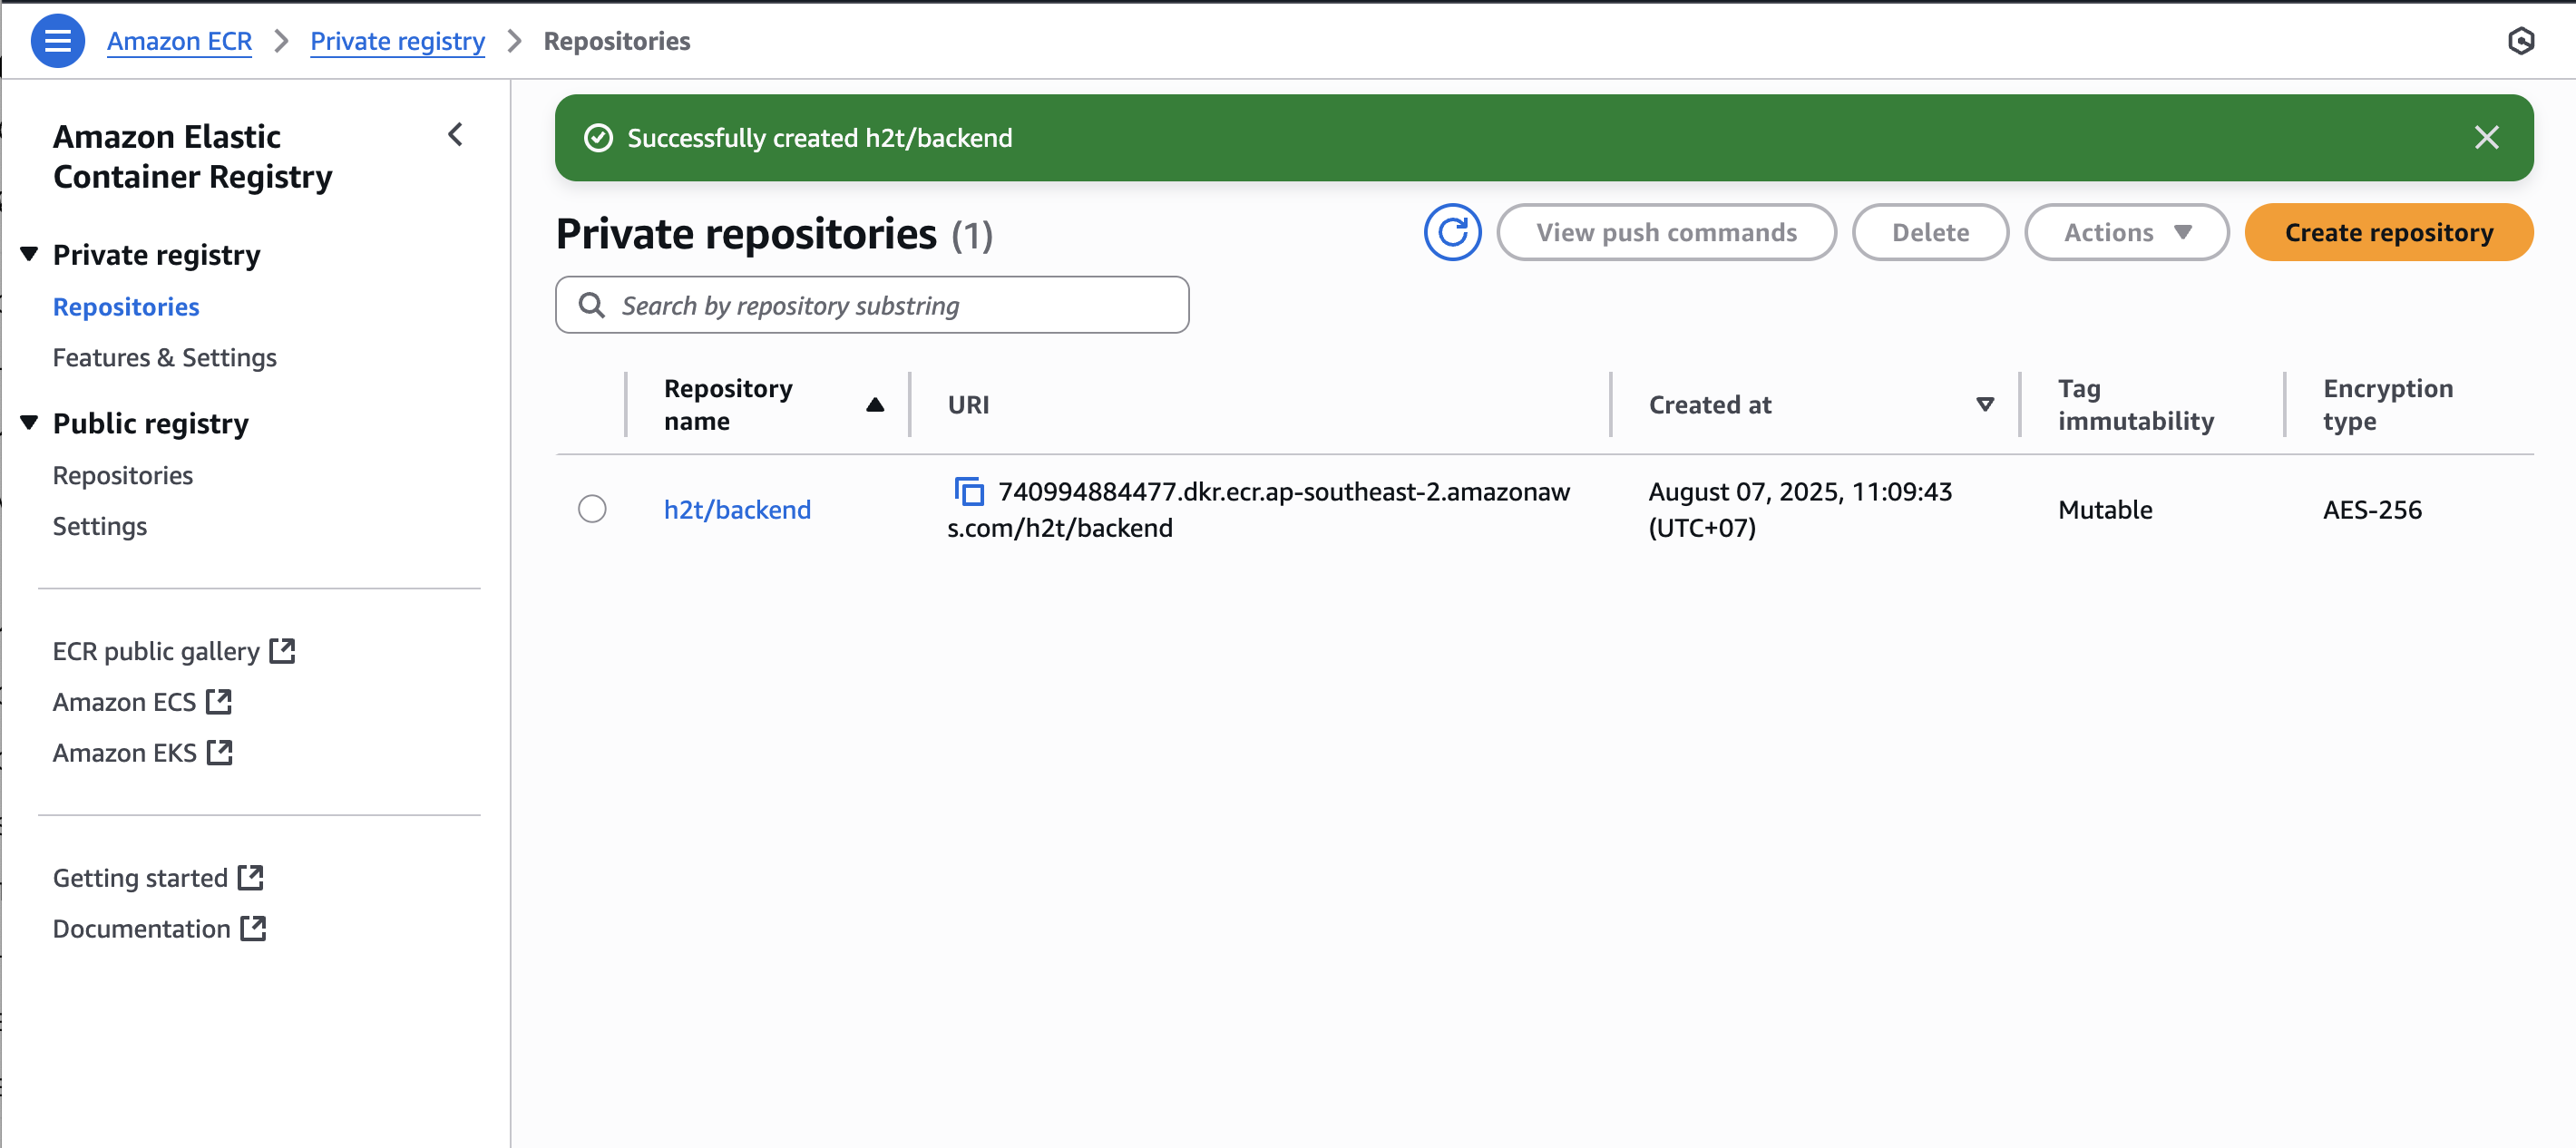 Amazon ECR > Private registry > Repositories
Amazon Elastic
Container Registry
Private registry
Repositories
Features & Settings
Public registry
Repositories
Settings
ECR public gallery
Amazon ECS
Amazon EKS
Getting started
Documentation
Successfully created h2t/backend
Private repositories (1)
View push commands
Delete
Actions
Create repository
Search by repository substring
Repository
name
URI
Created at
Tag
immutability
Encryption
type
h2t/backend
740994884477.dkr.ecr.ap-southeast-2.amazonaw
s.com/h2t/backend
August 07, 2025, 11:09:43
(UTC+07)
Mutable
AES-256